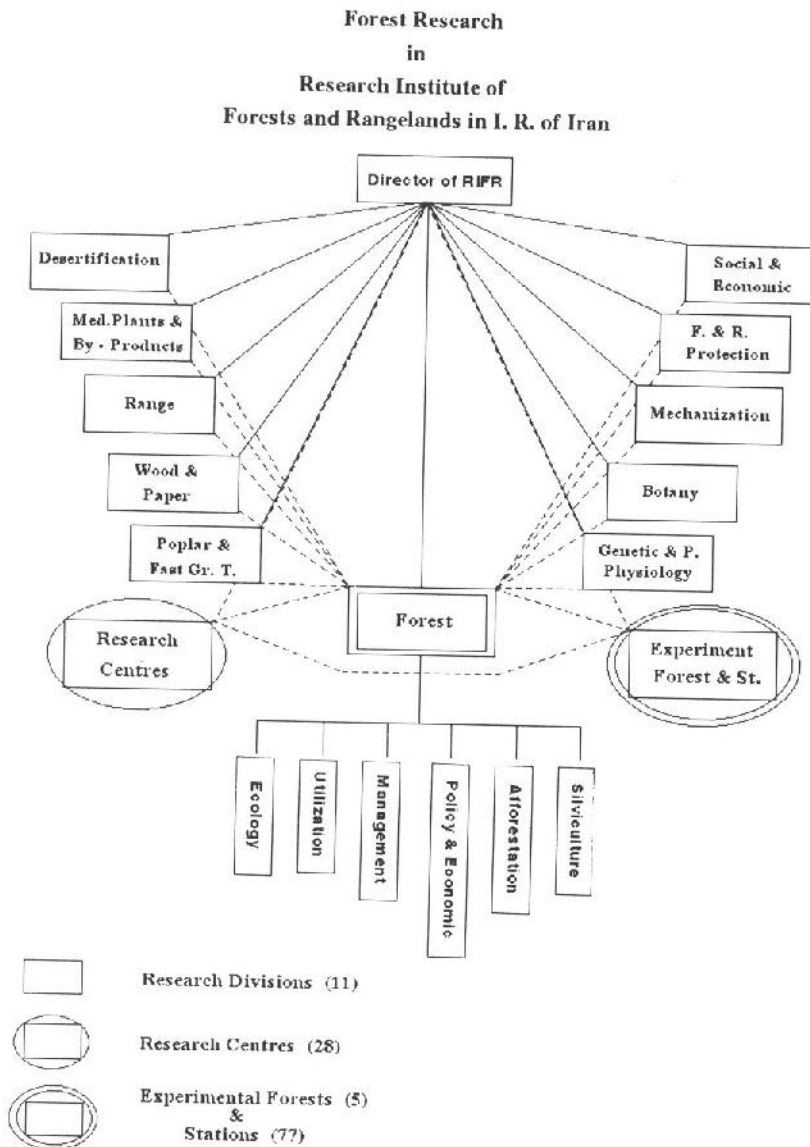 Forest Research
in
Research Institute of
Forests and Rangelands in I. R. of Iran
Director of RIFR
Desertification
Med.Plants &
By - Products
Range
Wood &
Paper
Poplar &
Fast Gr. T.
Social &
Economic
F. & R.
Protection
Mechanization
Botany
Genetic & P.
Physiology
Research
Centres
Forest
Experiment
Forest & St.
Ecology
Utilization
Management
Policy & Economic
Afforestation
Silviculture
Research Divisions (11)
Research Centres (28)
Experimental Forests (5)
&
Stations (77)